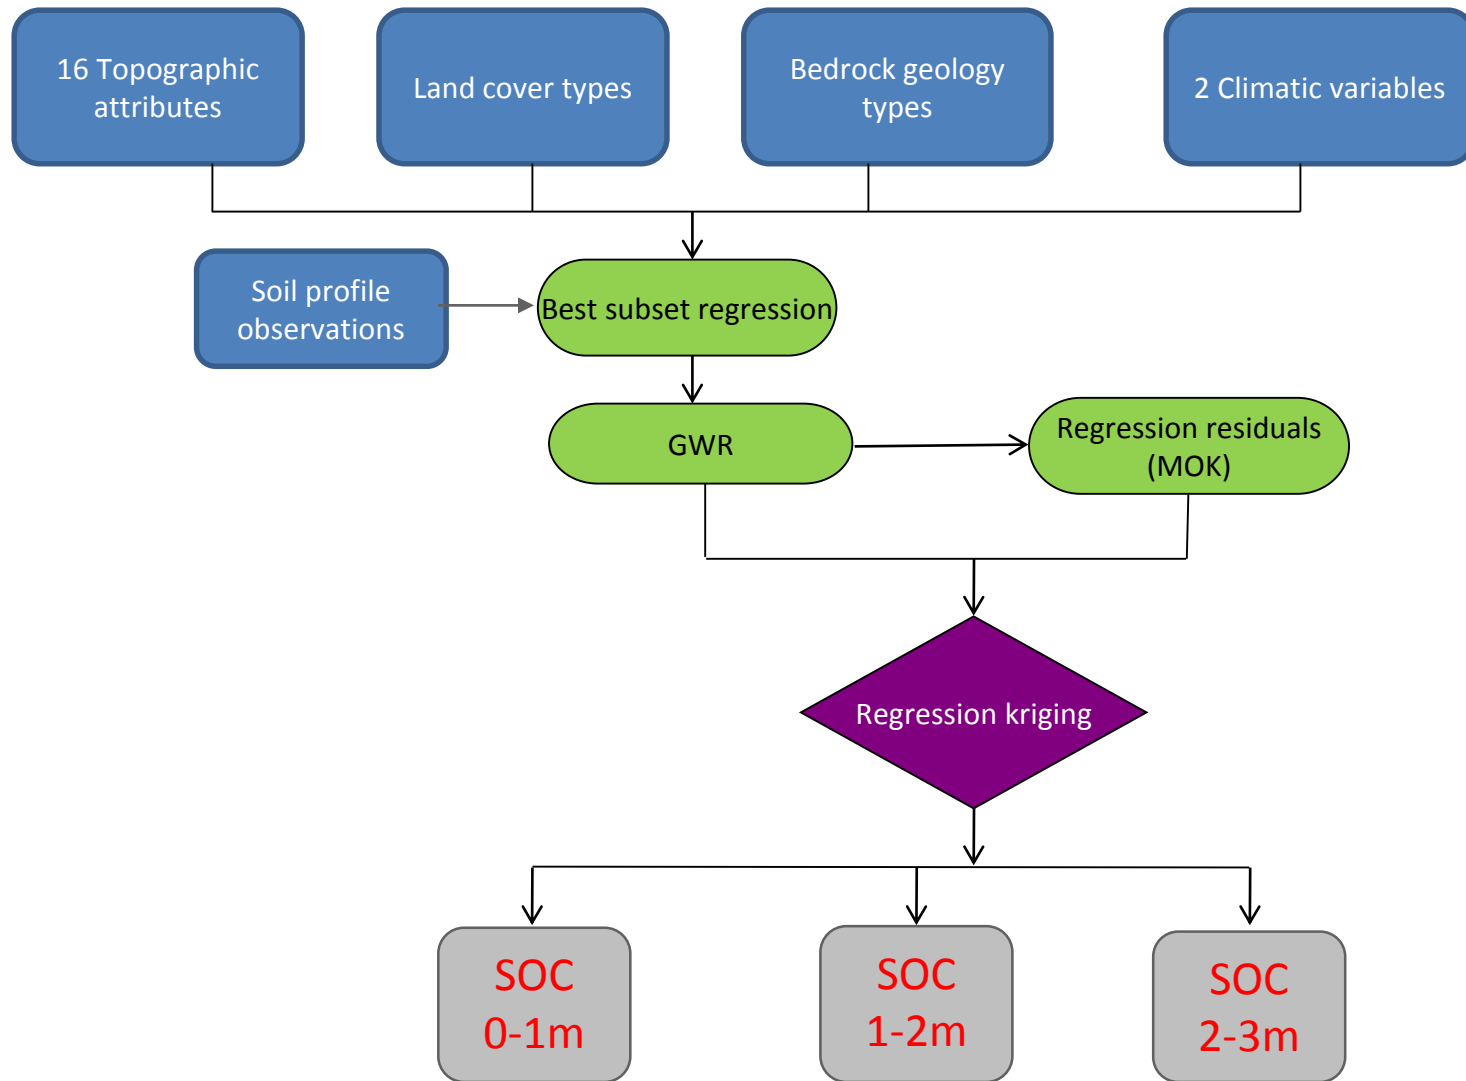 16 Topographic
attributes
Land cover types
Bedrock geology
types
2 Climatic variables
Soil profile
observations
Best subset regression
GWR
Regression residuals
(MOK)
Regression kriging
SOC
0-1m
SOC
1-2m
SOC
2-3m